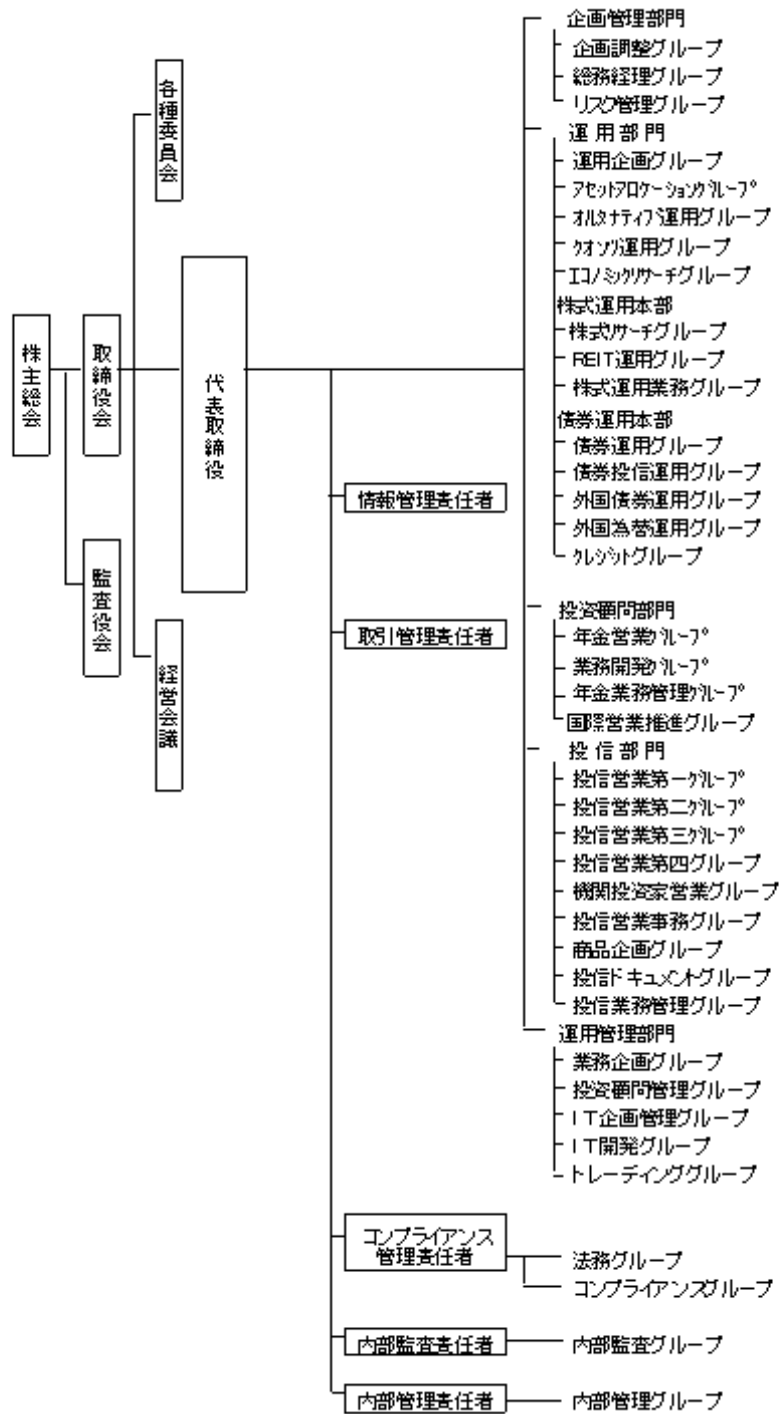 株主総会
取締役会
監査役会
各種委員会
経営会議
代表取締役
情報管理責任者
取引管理責任者
コンプライアンス
管理責任者
内部監査責任者
内部管理責任者
企画管理部門
企画調整グループ
総務経理グループ
リスク管理グループ
運用部門
運用企画グループ
アセットアロケーショングループ
オルタナティブ運用グループ
クオンツ運用グループ
エコノミックリサーチグループ
株式運用本部
株式リサーチグループ
REIT運用グループ
株式運用業務グループ
債券運用本部
債券運用グループ
債券投信運用グループ
外国債券運用グループ
外国為替運用グループ
クレジットグループ
投資顧問部門
年金営業グループ
業務開発グループ
年金業務管理グループ
国際営業推進グループ
投信部門
投信営業第一グループ
投信営業第二グループ
投信営業第三グループ
投信営業第四グループ
機関投資家営業グループ
投信営業事務グループ
商品企画グループ
投信ドキュメントグループ
投信業務管理グループ
運用管理部門
業務企画グループ
投資顧問管理グループ
IT企画管理グループ
IT開発グループ
トレーディンググループ
法務グループ
コンプライアンスグループ
内部監査グループ
内部管理グループ